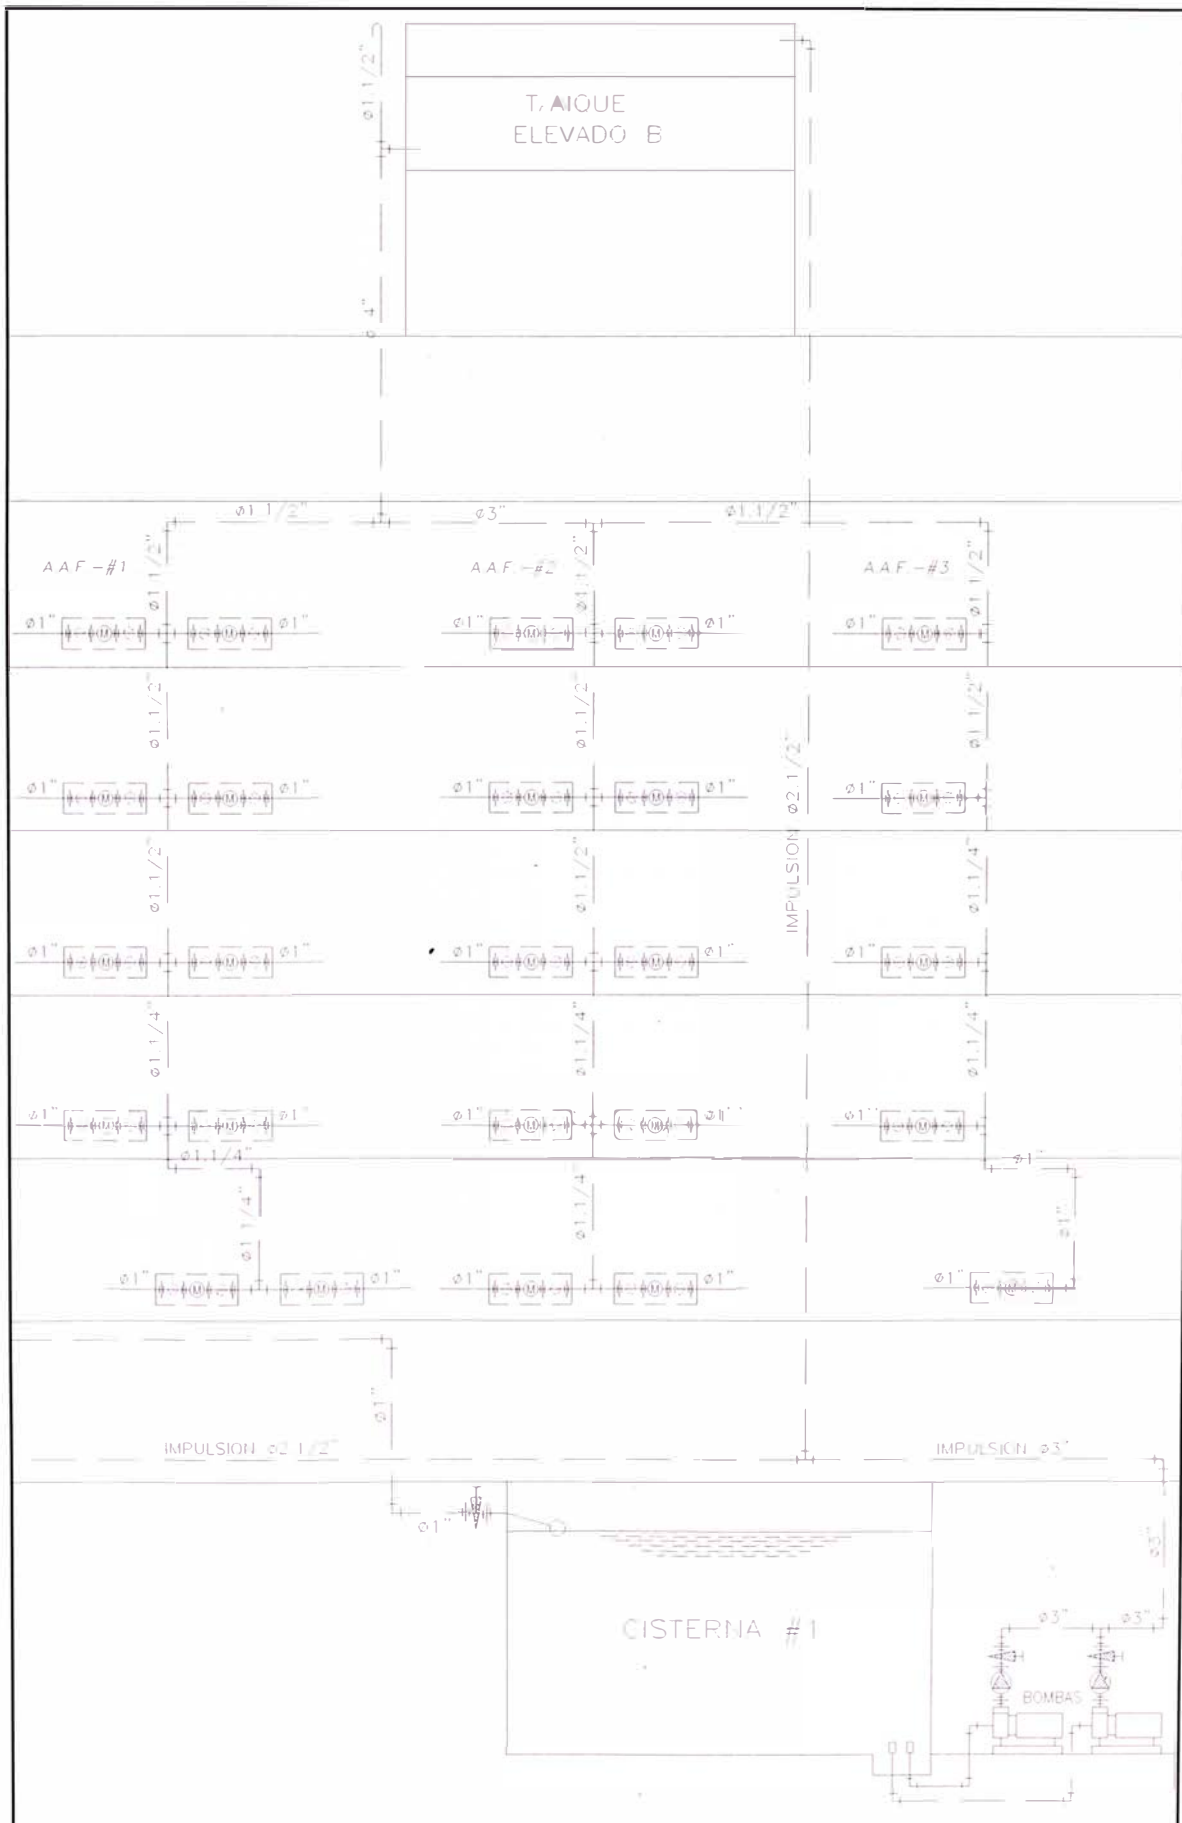 ø1.1/2"
T/AIQUE
ELEVADO B
ø 4"
ø1 1/2"
ø3"
ø1.1/2"
A.A.F.-#1
ø1 1/2"
A.A.F.-#2
ø1.1/2"
A.A.F.-#3
ø1 1/2"
ø1" M M ø1"
ø1" M M ø1"
ø1" M
ø1.1/2"
ø1.1/2"
ø1 1/2"
IMPULSION ø2 1/2"
ø1" M M ø1"
ø1" M M ø1"
ø1" M
ø1.1/2"
ø1.1/2"
ø1.1/4"
ø1" M M ø1"
ø1" M M ø1"
ø1" M
ø1.1/4"
ø1.1/4"
ø1.1/4"
ø1" M M ø1"
ø1" M M ø1"
ø1" M
ø1.1/4"
ø1"
ø1 1/4"
ø1.1/4"
ø1"
ø1" M M ø1"
ø1" M M ø1"
ø1" M
ø1"
IMPULSION ø2 1/2"
IMPULSION ø3"
ø1"
ø3"
CISTERNA #1
ø3"
ø3"
BOMBAS